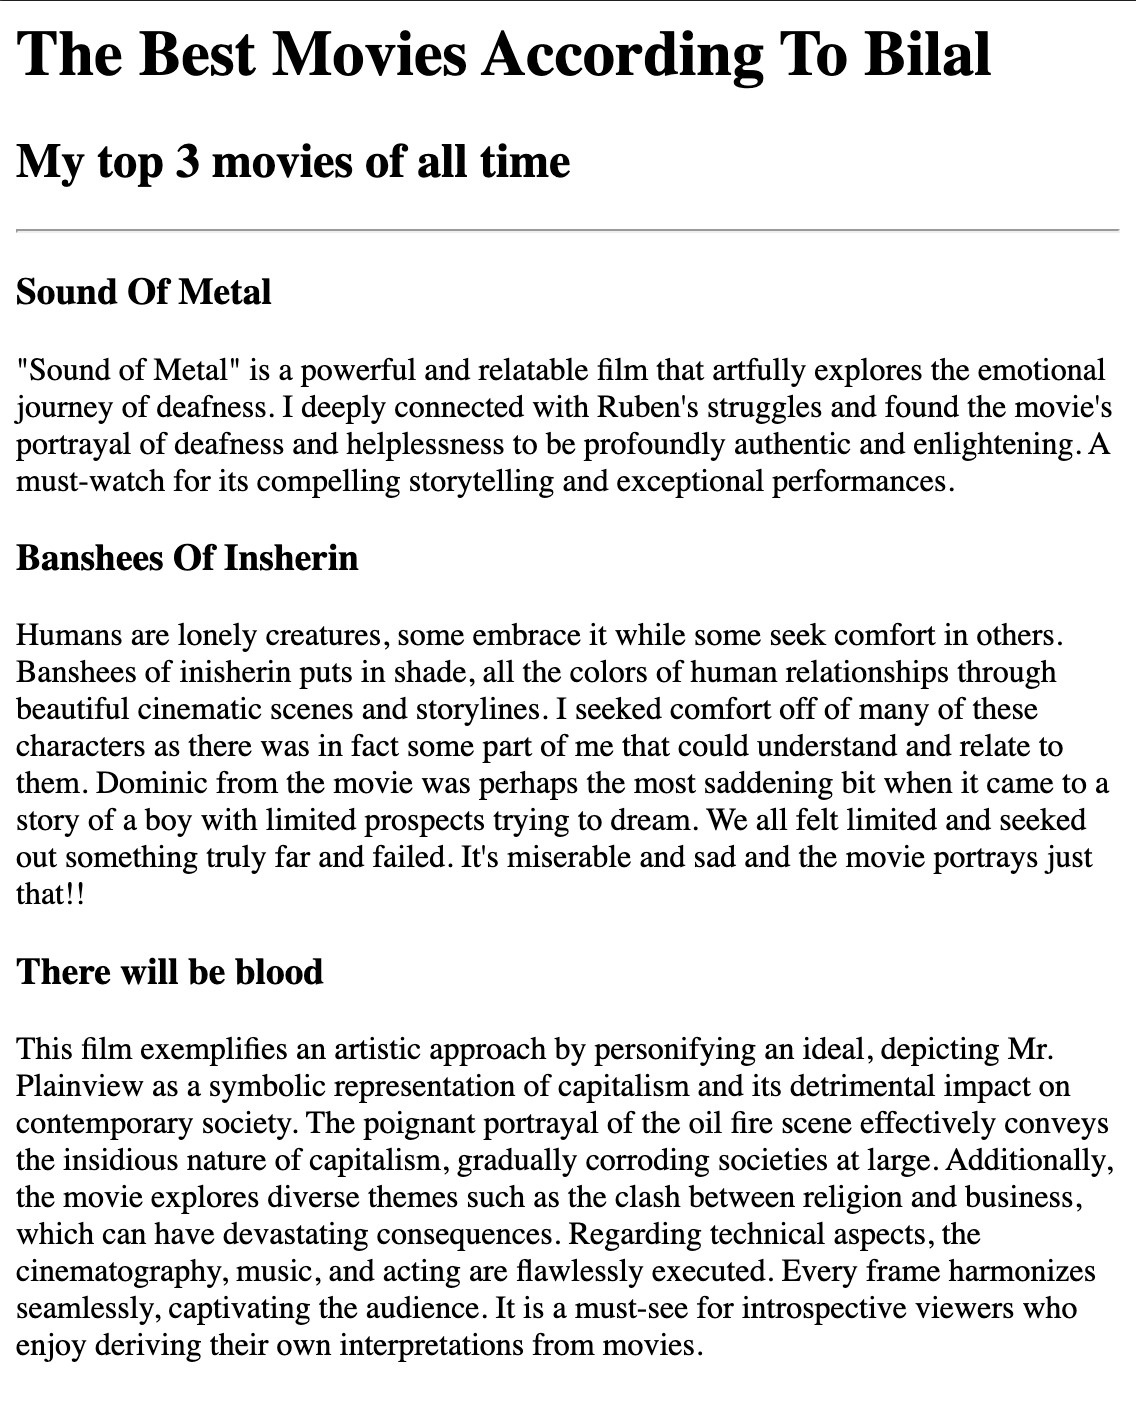 The Best Movies According To Bilal
My top 3 movies of all time
Sound Of Metal
"Sound of Metal" is a powerful and relatable film that artfully explores the emotional
journey of deafness. I deeply connected with Ruben's struggles and found the movie's
portrayal of deafness and helplessness to be profoundly authentic and enlightening. A
must-watch for its compelling storytelling and exceptional performances.
Banshees Of Insherin
Humans are lonely creatures, some embrace it while some seek comfort in others.
Banshees of inisherin puts in shade, all the colors of human relationships through
beautiful cinematic scenes and storylines. I seeked comfort off of many of these
characters as there was in fact some part of me that could understand and relate to
them. Dominic from the movie was perhaps the most saddening bit when it came to a
story of a boy with limited prospects trying to dream. We all felt limited and seeked
out something truly far and failed. It's miserable and sad and the movie portrays just
that!!
There will be blood
This film exemplifies an artistic approach by personifying an ideal, depicting Mr.
Plainview as a symbolic representation of capitalism and its detrimental impact on
contemporary society. The poignant portrayal of the oil fire scene effectively conveys
the insidious nature of capitalism, gradually corroding societies at large. Additionally,
the movie explores diverse themes such as the clash between religion and business,
which can have devastating consequences. Regarding technical aspects, the
cinematography, music, and acting are flawlessly executed. Every frame harmonizes
seamlessly, captivating the audience. It is a must-see for introspective viewers who
enjoy deriving their own interpretations from movies.